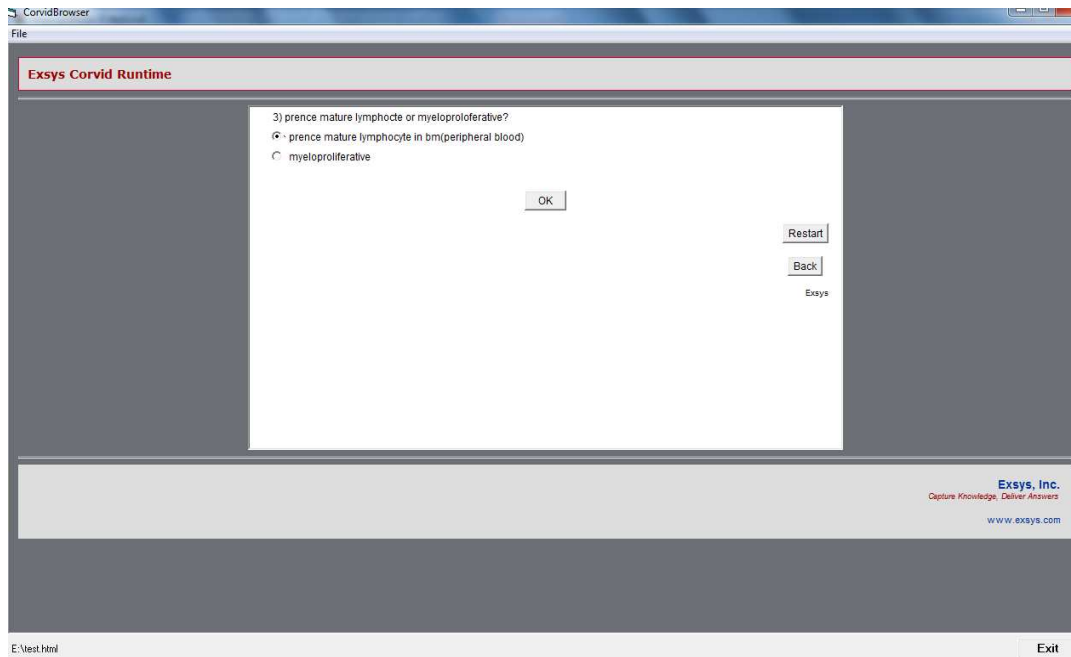 CorvidBrowser
File
Exsys Corvid Runtime
3) prence mature lymphocte or myeloproloferative?
prence mature lymphocyte in bm(peripheral blood)
myeloproliferative
OK
Restart
Back
Exsys
Exsys, Inc.
Capture Knowledge, Deliver Answers
www.exsys.com
E:\test.html
Exit